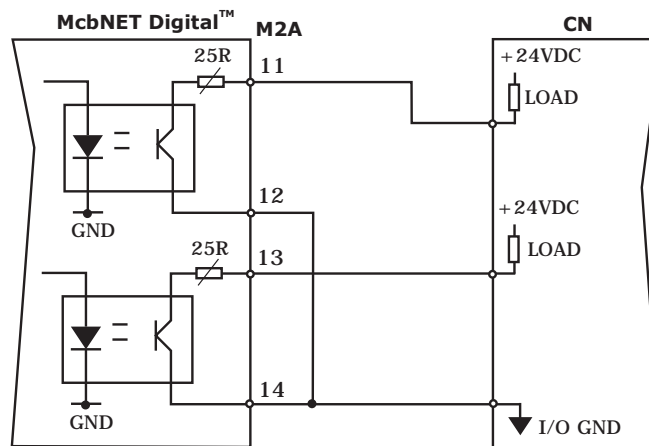 McbNET Digital™
M2A
CN
25R
11
+24VDC
LOAD
12
GND
+24VDC
25R
13
LOAD
14
GND
I/O GND